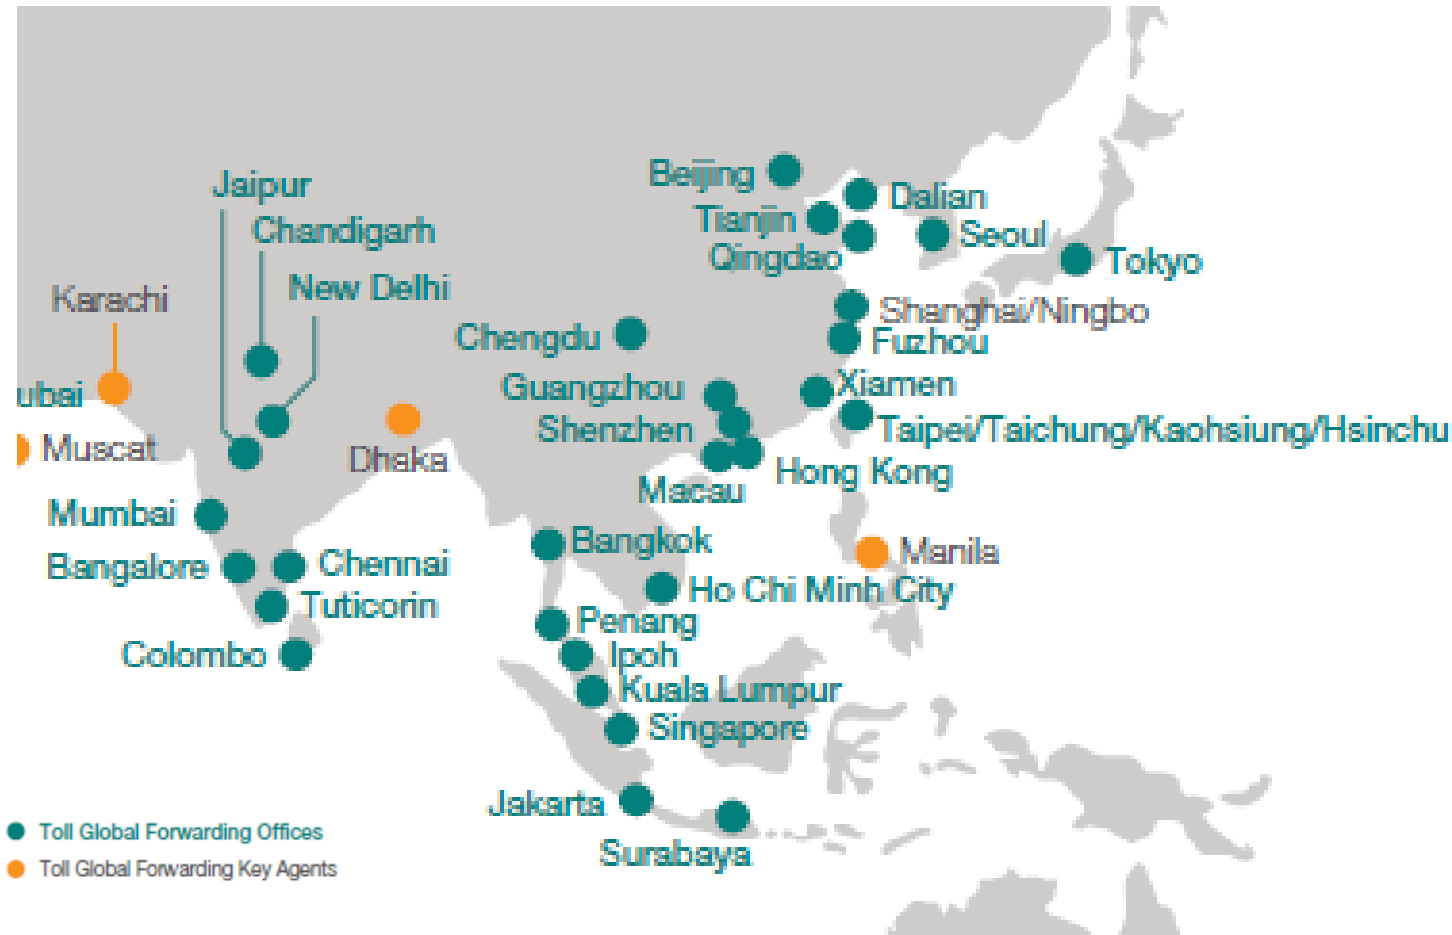 Jaipur
Chandigarh
New Delhi
Karachi
ubai
Muscat
Dhaka
Mumbai
Bangalore
Chennai
Tuticorin
Colombo
Beijing
Dalian
Tianjin
Seoul
Qingdao
Tokyo
Shanghai/Ningbo
Chengdu
Fuzhou
Guangzhou
Xiamen
Shenzhen
Taipei/Taichung/Kaohsiung/Hsinchu
Hong Kong
Macau
Bangkok
Manila
Ho Chi Minh City
Penang
Ipoh
Kuala Lumpur
Singapore
Jakarta
Surabaya
Toll Global Forwarding Offices
Toll Global Forwarding Key Agents